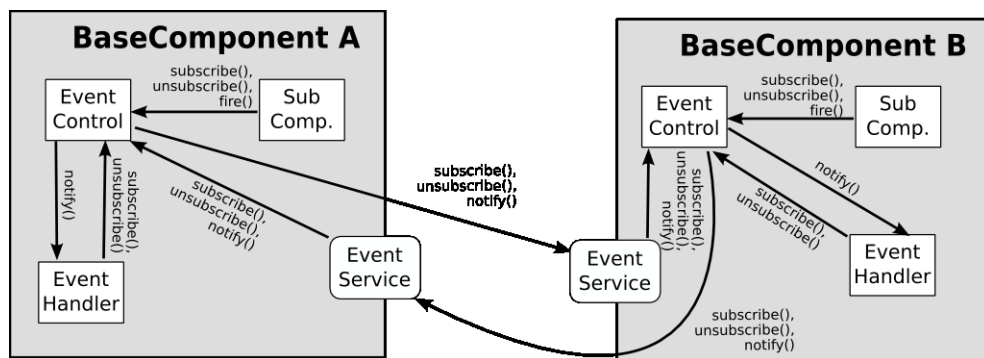 BaseComponent A
subscribe(),
unsubscribe(),
fire()
Event
Control
Sub
Comp.
notify()
subscribe(),
unsubscribe()
subscribe(),
unsubscribe(),
notify()
Event
Handler
Event
Service
subscribe(),
unsubscribe(),
notify()
BaseComponent B
subscribe(),
unsubscribe(),
fire()
Event
Control
Sub
Comp.
notify()
subscribe(),
unsubscribe()
subscribe(),
unsubscribe(),
notify()
Event
Service
Event
Handler
subscribe(),
unsubscribe(),
notify()